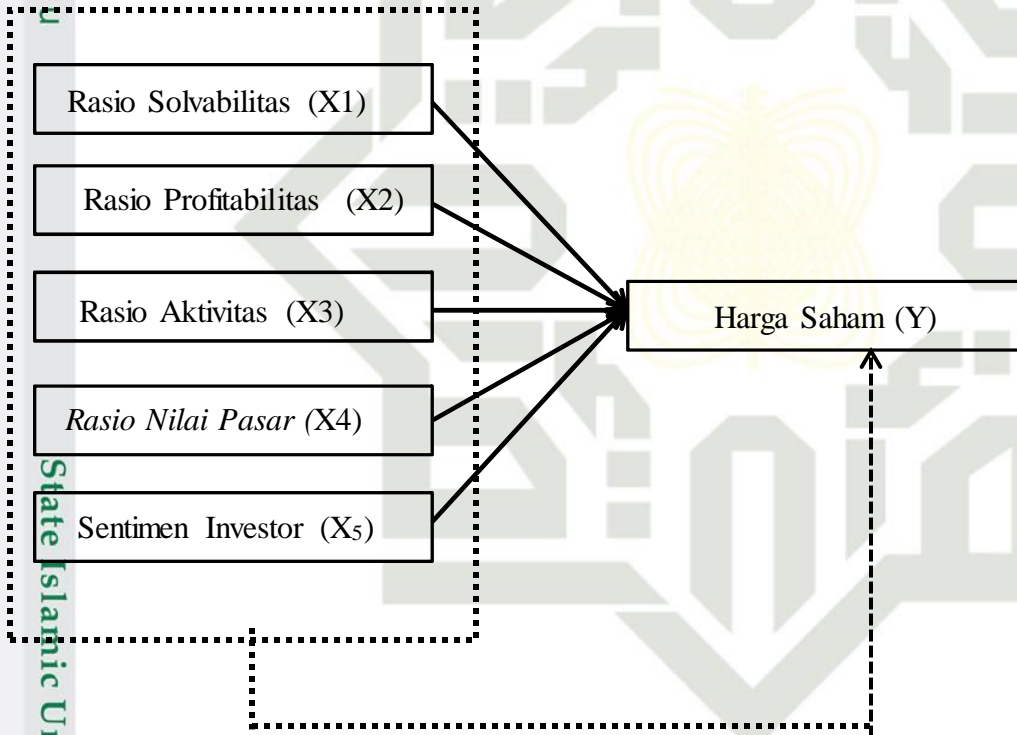 Rasio Solvabilitas (X1)
Rasio Profitabilitas (X2)
Rasio Aktivitas (X3)
Harga Saham (Y)
Rasio Nilai Pasar (X4)
Sentimen Investor (X₅)
State Islamic Un